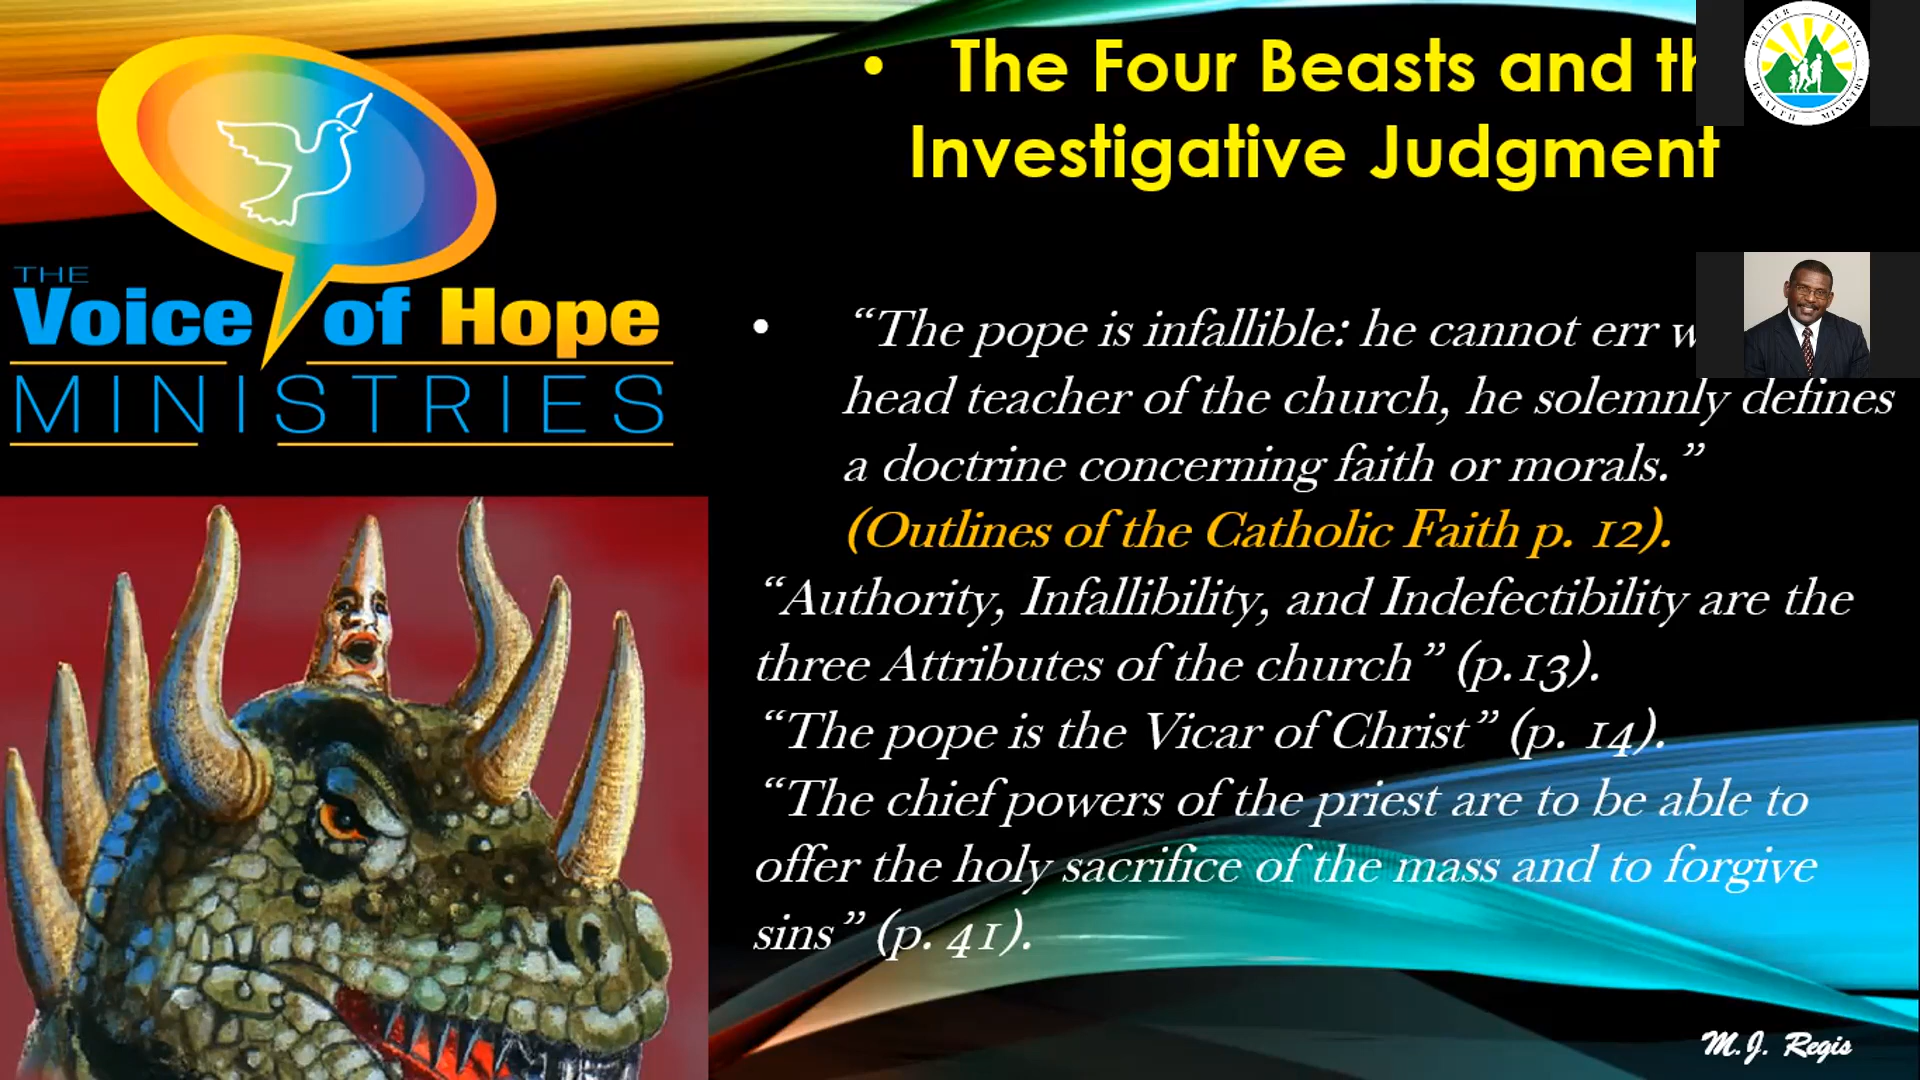 • The Four Beasts and th
Investigative Judgment
BETTER LIVING
HEALTH MINISTRY
THE
Voice of Hope
MINISTRIES
• “The pope is infallible: he cannot err w
head teacher of the church, he solemnly defines
a doctrine concerning faith or morals.”
(Outlines of the Catholic Faith p. 12).
“Authority, Infallibility, and Indefectibility are the
three Attributes of the church” (p.13).
“The pope is the Vicar of Christ” (p. 14).
“The chief powers of the priest are to be able to
offer the holy sacrifice of the mass and to forgive
sins” (p. 41).
M.J. Regis